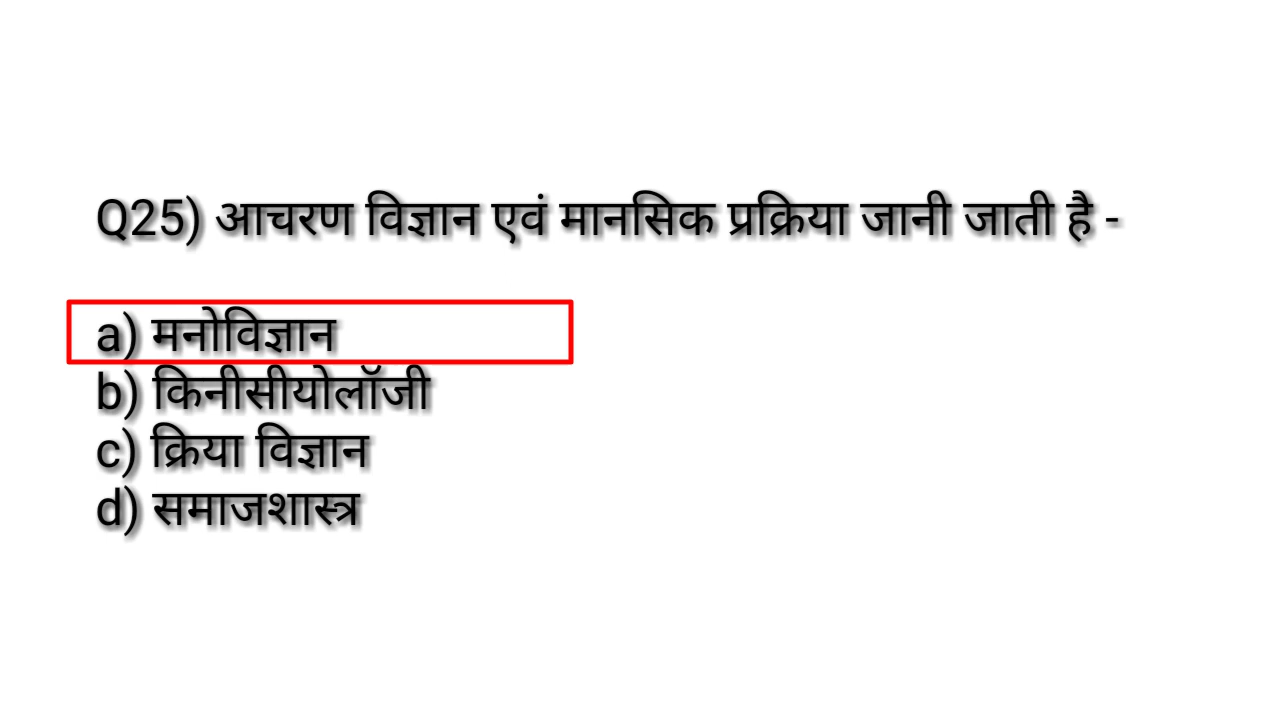 Q25) आचरण विज्ञान एवं मानसिक प्रक्रिया जानी जाती है -
a) मनोविज्ञान
b) किनीसीयोलॉजी
c) क्रिया विज्ञान
d) समाजशास्त्र